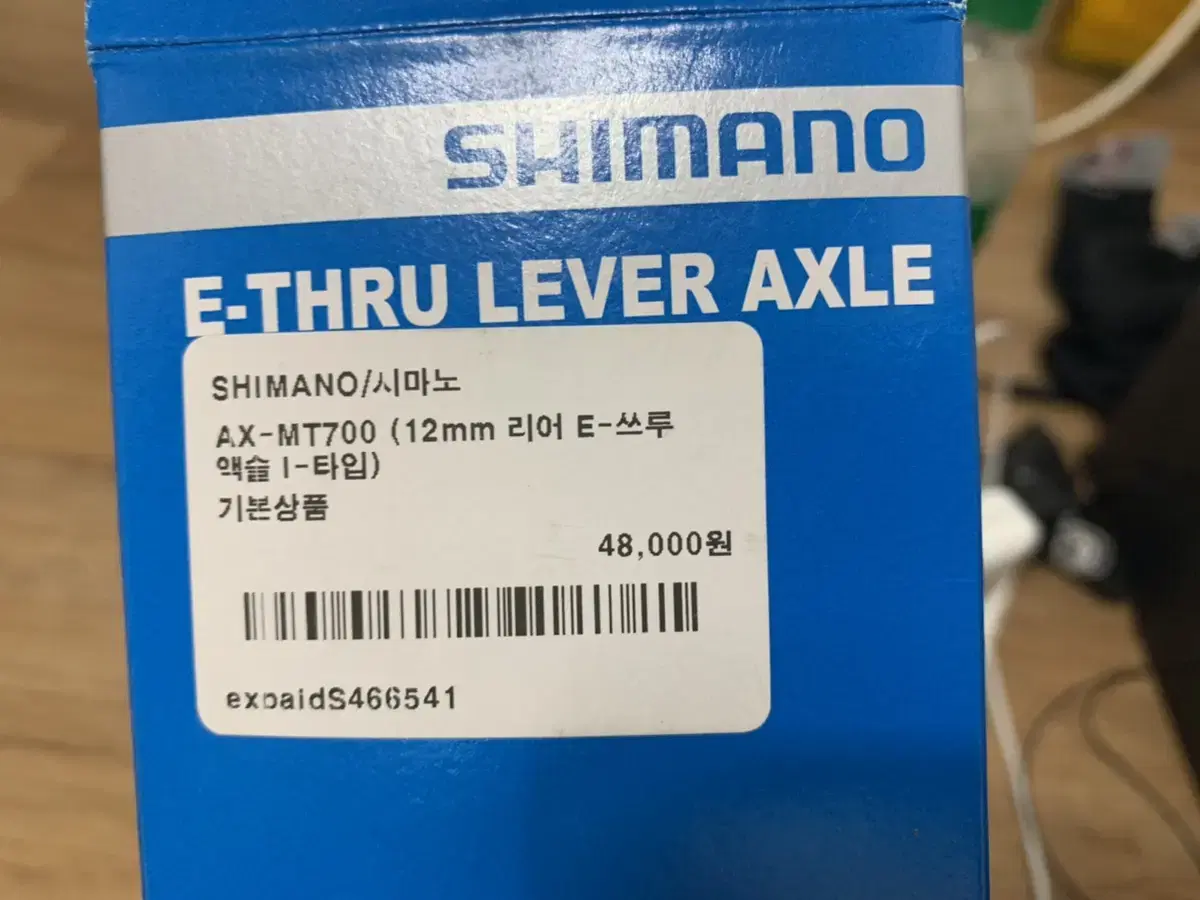 SHIMANO
E-THRU LEVER AXLE
SHIMANO/시마노
AX-MT700 (12mm 리어 E-쓰루
액슬 I-타입)
기본상품
48,000원
expaidS466541